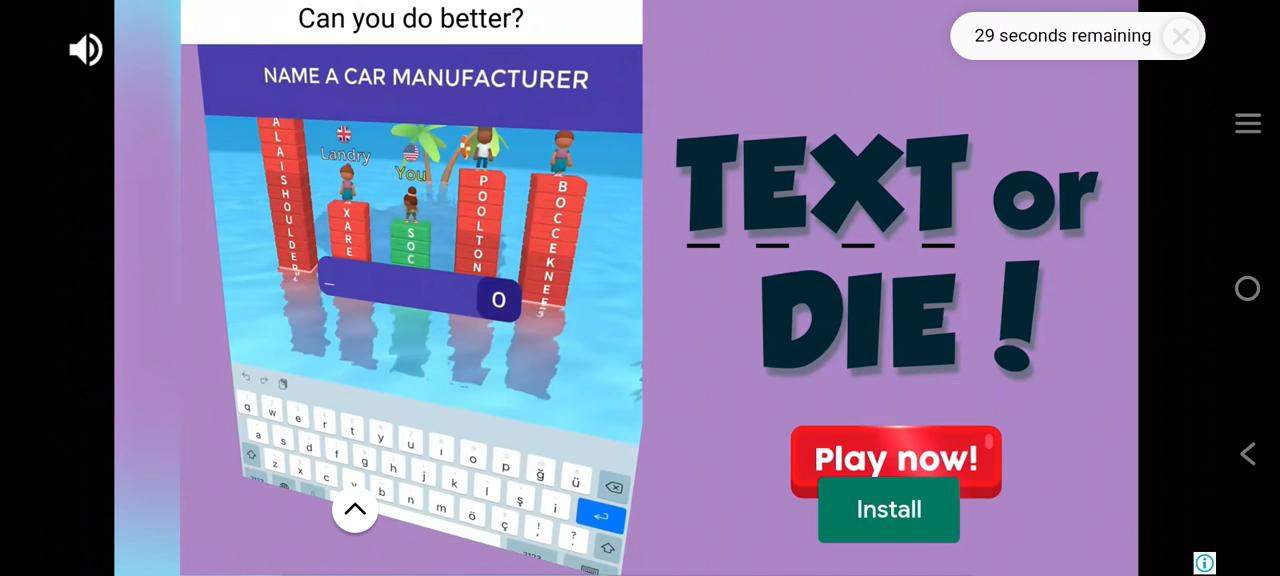 Can you do better?
29 seconds remaining
NAME A CAR MANUFACTURER
Landry
You
ALAISHOULDER
XARE
SOC
POOLTON
BOCCEKNEE
_
0
TEXT or
DIE!
Play now!
Install
q w e r t y u ı o p ğ ü
a s d f g h j k l ş i
z x c v b n m ö ç ! , ? .